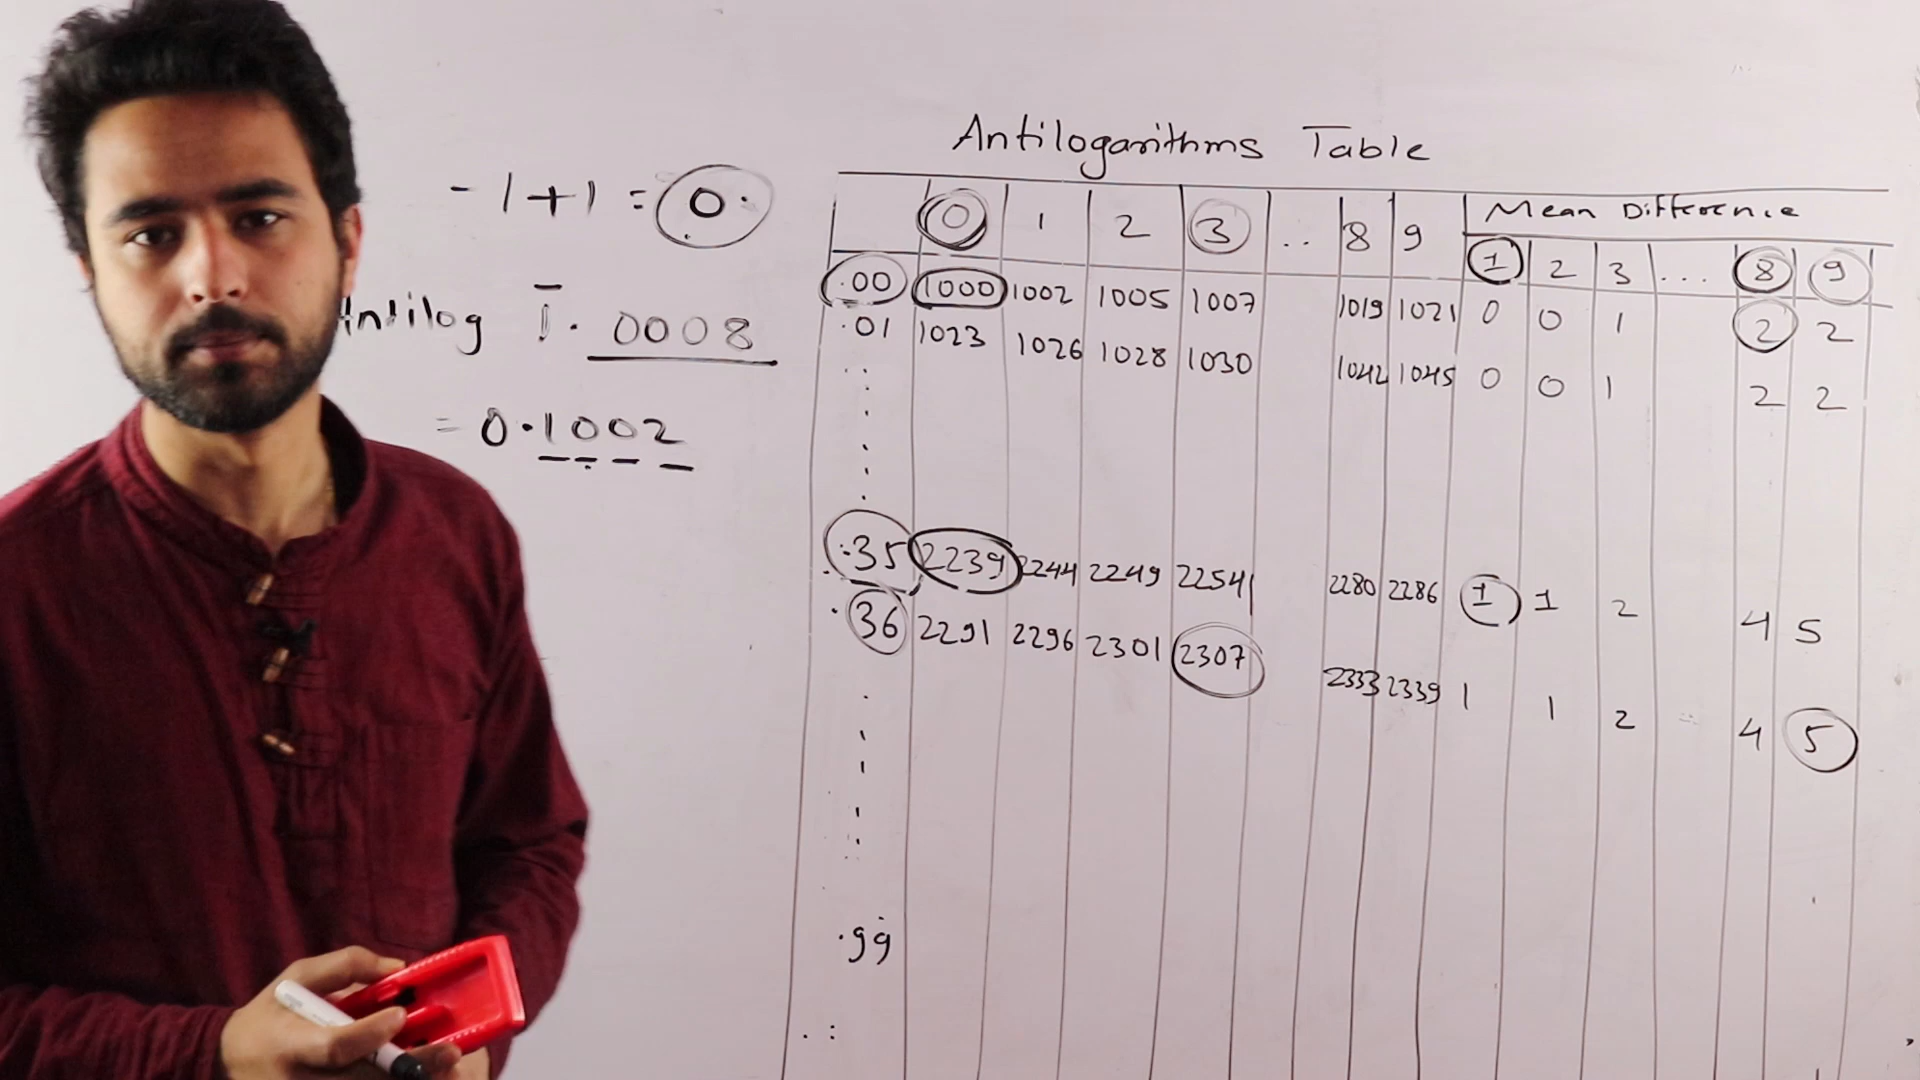 Antilogarithms Table
-1+1 = 0.
Antilog 1̅.0008
= 0.1002
0 1 2 3 .. 8 9 Mean Difference
1 2 3 ... 8 9
.00 1000 1002 1005 1007 1019 1021 0 0 1 2 2
.01 1023 1026 1028 1030 1042 1045 0 0 1 2 2
.35 2239 2244 2249 2254 2280 2286 1 1 2 4 5
.36 2291 2296 2301 2307 2333 2339 1 1 2 4 5
.99